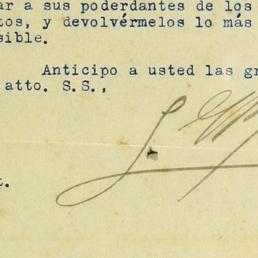 ar a sus poderdantes de los
tos, y devolvérmelos lo más
sible.
Anticipo a usted las gr
atto. S.S.,
.